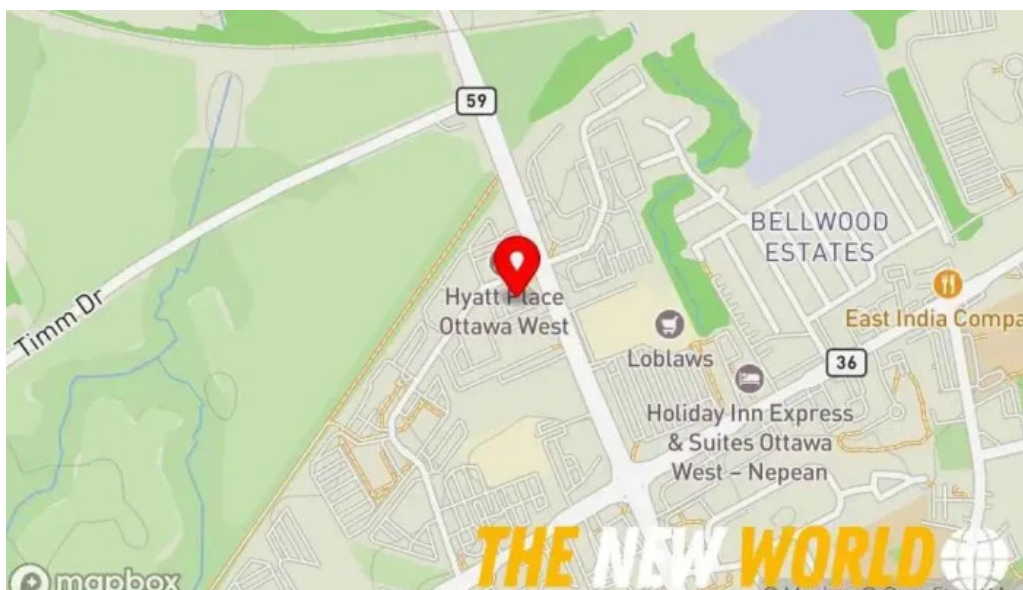 59
BELLWOOD
ESTATES
Hyatt Place
Ottawa West
Timm Dr
East India Compa
Loblaws
36
Holiday Inn Express
& Suites Ottawa
West – Nepean
THE NEW WORLD
mapbox